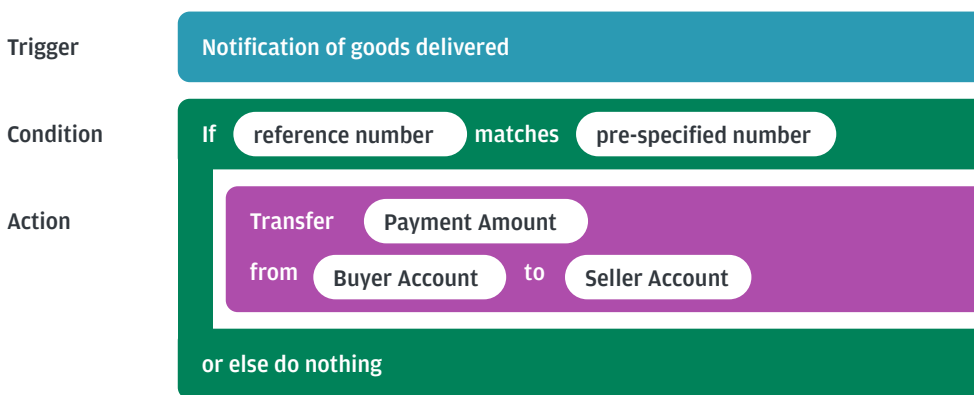 Trigger Notification of goods delivered
Condition If reference number matches pre-specified number
Action Transfer Payment Amount
from Buyer Account to Seller Account
or else do nothing